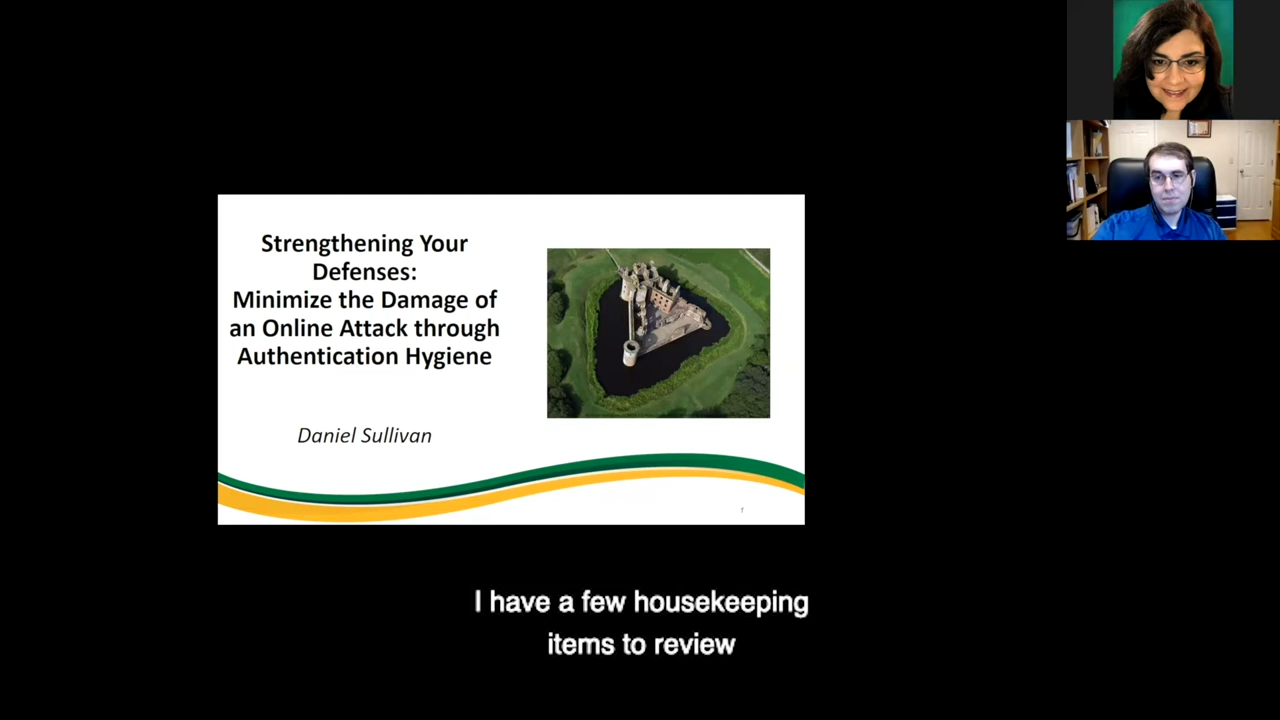 Strengthening Your
Defenses:
Minimize the Damage of
an Online Attack through
Authentication Hygiene
Daniel Sullivan
1
I have a few housekeeping
items to review